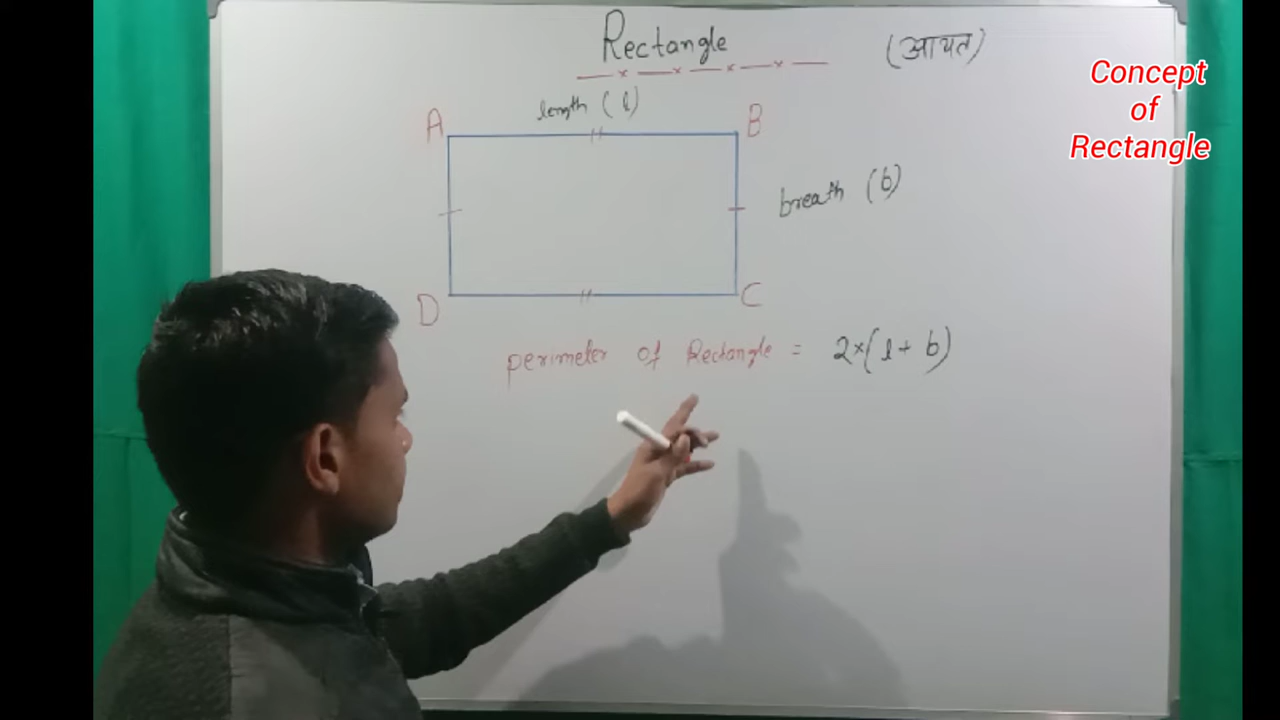 Rectangle (आयत)
Concept
of
Rectangle
length (l)
A B
breath (b)
D C
perimeter of Rectangle = 2×(l+b)